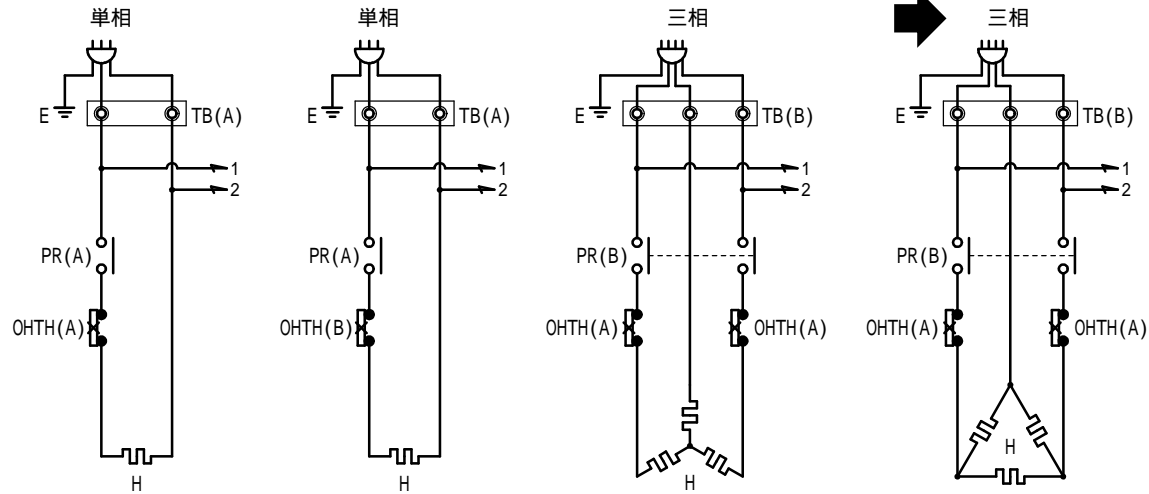 単相
E
TB(A)
1
2
PR(A)
OHTH(A)
H
単相
E
TB(A)
1
2
PR(A)
OHTH(B)
H
三相
E
TB(B)
1
2
PR(B)
OHTH(A) OHTH(A)
H
三相
E
TB(B)
1
2
PR(B)
OHTH(A) OHTH(A)
H